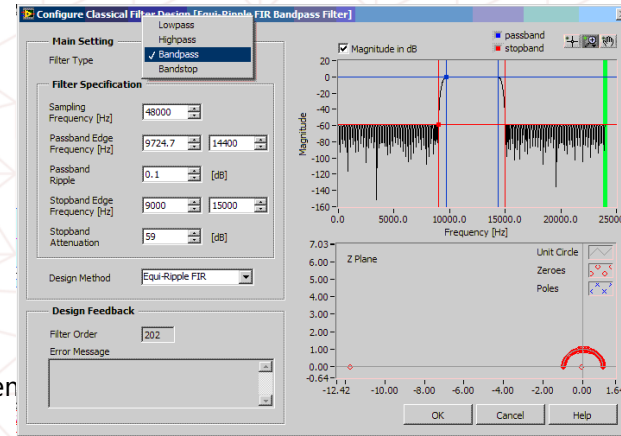 Configure Classical Filter Design [Equi-Ripple FIR Bandpass Filter]
Lowpass
Highpass
✓ Bandpass
Bandstop
Main Setting
Filter Type
Filter Specification
Sampling
Frequency [Hz]
48000
Passband Edge
Frequency [Hz]
9724.7
14400
Passband
Ripple
0.1
[dB]
Stopband Edge
Frequency [Hz]
9000
15000
Stopband
Attenuation
59
[dB]
Design Method
Equi-Ripple FIR
Design Feedback
Filter Order
202
Error Message
Magnitude in dB
passband
stopband
20
0
-20
-40
-60
-80
-100
-120
-140
-160
Magnitude
0.0 5000.0 10000.0 15000.0 20000.0 25000
Frequency [Hz]
7.03
6.00
5.00
4.00
3.00
2.00
1.00
0.00
-0.64
Z Plane
Unit Circle
Zeroes
Poles
-12.42 -10.00 -8.00 -6.00 -4.00 -2.00 0.00 1.64
OK
Cancel
Help
en